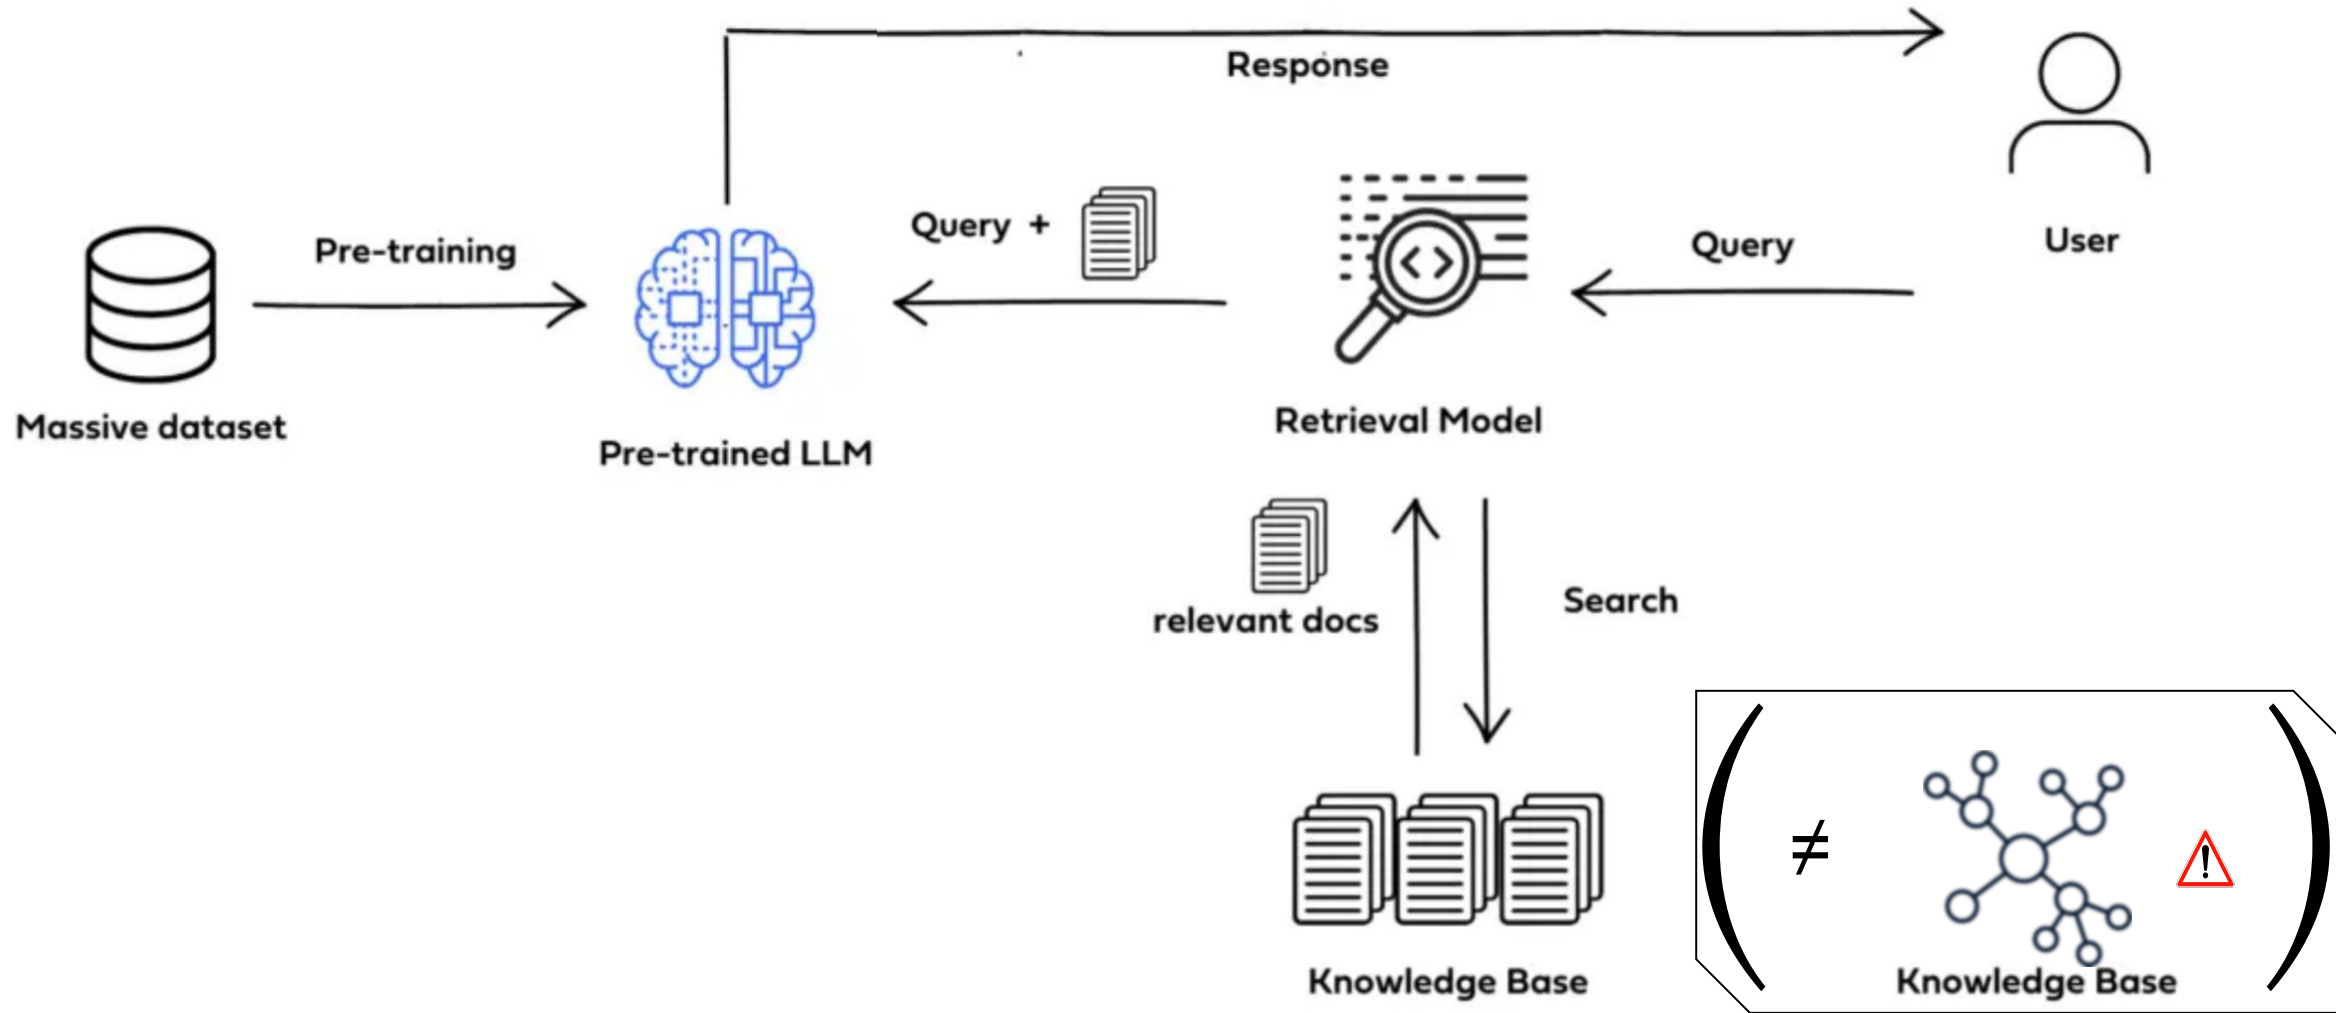 Response
Query +
Query
User
Pre-training
Massive dataset
Pre-trained LLM
Retrieval Model
relevant docs
Search
≠
Knowledge Base
Knowledge Base